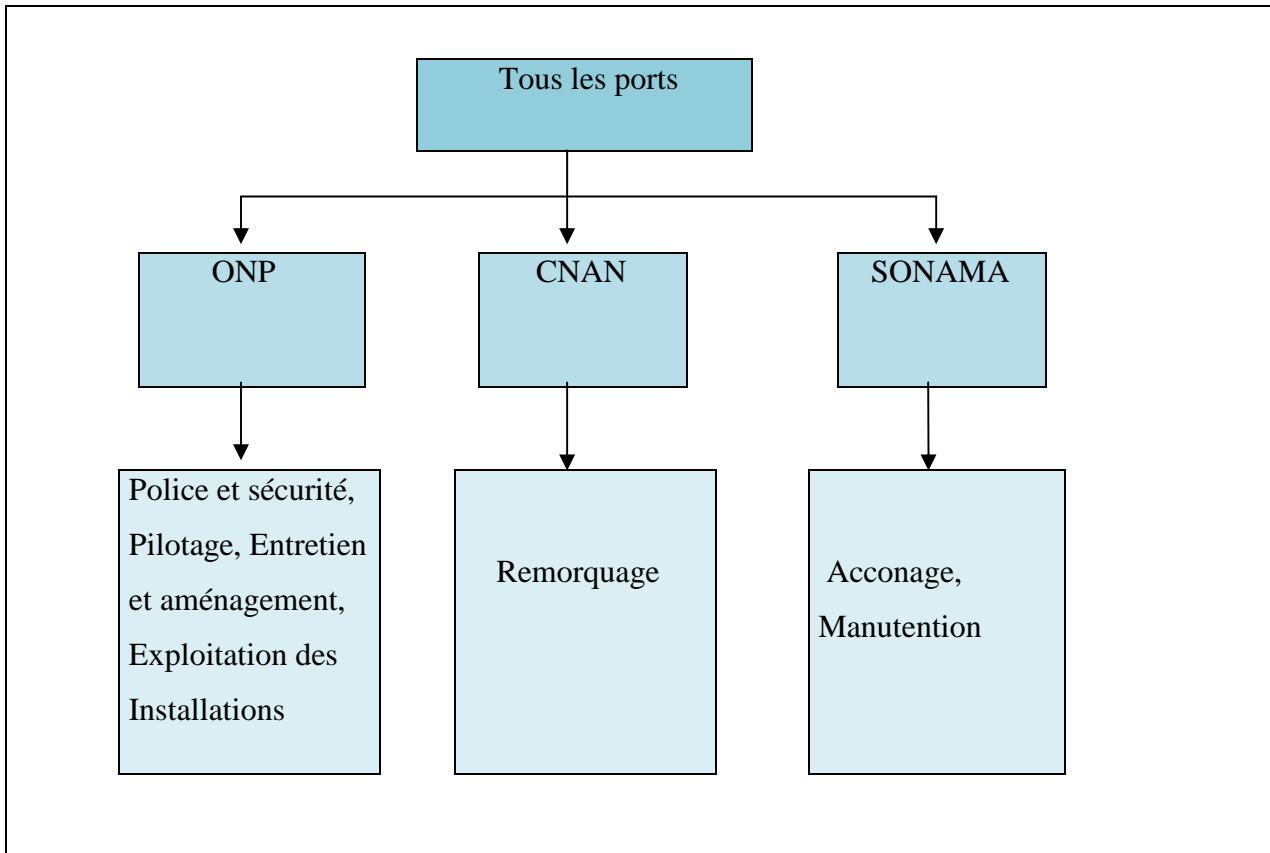 Tous les ports
ONP
CNAN
SONAMA
Police et sécurité,
Pilotage, Entretien
et aménagement,
Exploitation des
Installations
Remorquage
Acconage,
Manutention